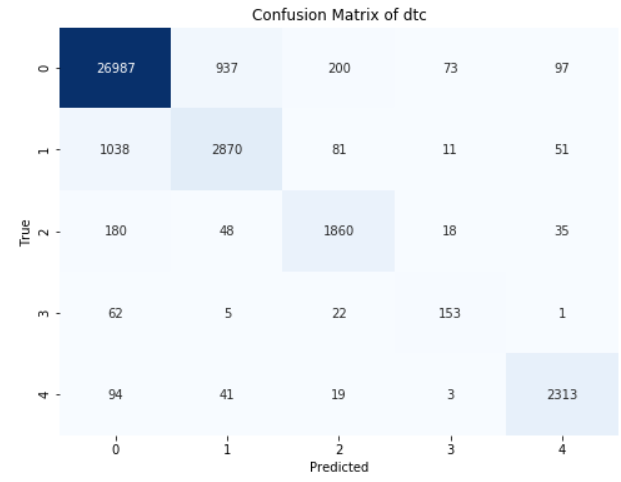 Confusion Matrix of dtc
0 26987 937 200 73 97
1 1038 2870 81 11 51
True
2 180 48 1860 18 35
3 62 5 22 153 1
4 94 41 19 3 2313
0 1 2 3 4
Predicted